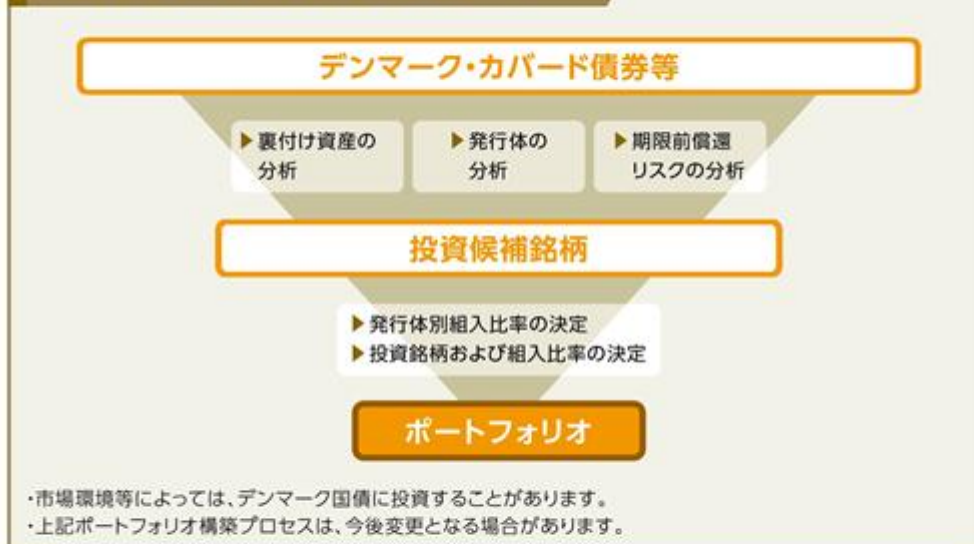 デンマーク・カバード債券等
▶裏付け資産の
分析
▶発行体の
分析
▶期限前償還
リスクの分析
投資候補銘柄
▶発行体別組入比率の決定
▶投資銘柄および組入比率の決定
ポートフォリオ
・市場環境等によっては、デンマーク国債に投資することがあります。
・上記ポートフォリオ構築プロセスは、今後変更となる場合があります。